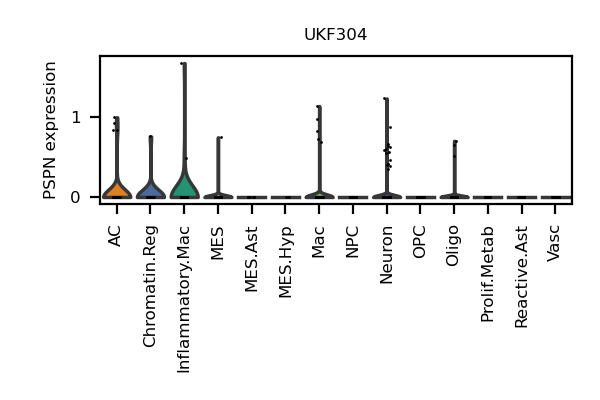 UKF304
PSPN expression
1
0
AC
Chromatin.Reg
Inflammatory.Mac
MES
MES.Ast
MES.Hyp
Mac
NPC
Neuron
OPC
Oligo
Prolif.Metab
Reactive.Ast
Vasc